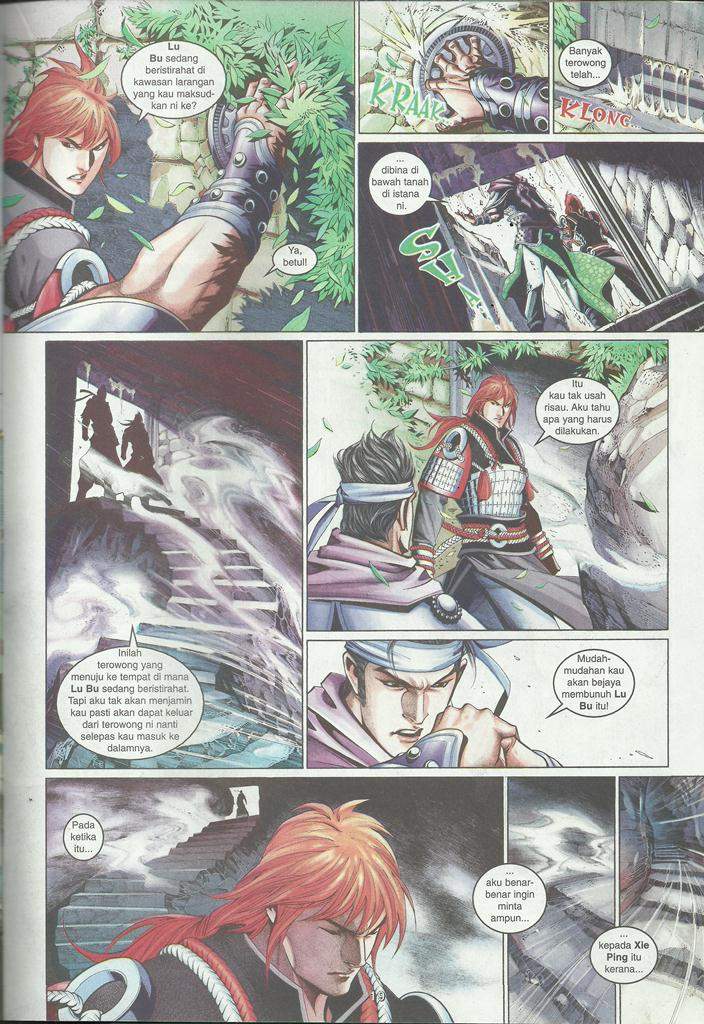 Lu
Bu sedang
beristirahat di
kawasan larangan
yang kau maksud-
kan ni ke?
Ya,
betul!
KRAAK
Banyak
terowong
telah...
KLONG
...
dibina di
bawah tanah
di istana
ni.
Inilah
terowong yang
menuju ke tempat di mana
Lu Bu sedang beristirahat.
Tapi aku tak akan menjamin
kau pasti akan dapat keluar
dari terowong ni nanti
selepas kau masuk ke
dalamnya.
Itu
kau tak usah
risau. Aku tahu
apa yang harus
dilakukan.
Mudah-
mudahan kau
akan bejaya
membunuh Lu
Bu itu!
Pada
ketika
itu...
...
aku benar-
benar ingin
minta
ampun...
...
kepada Xie
Ping itu
kerana...
19